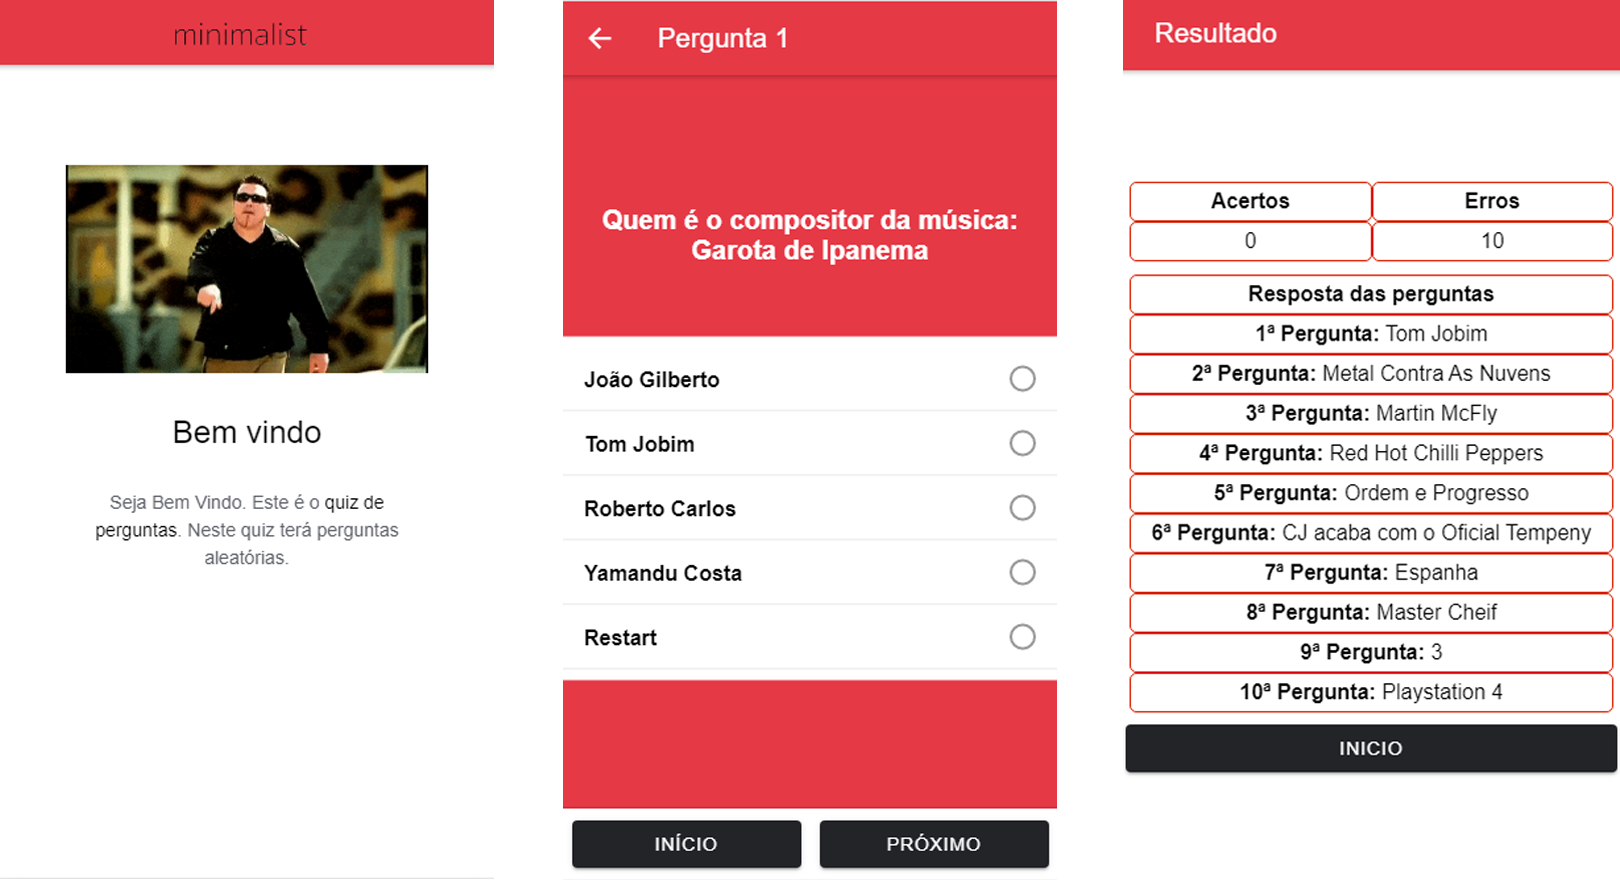 minimalist
Bem vindo
Seja Bem Vindo. Este é o quiz de
perguntas. Neste quiz terá perguntas
aleatórias.
Pergunta 1
Quem é o compositor da música:
Garota de Ipanema
João Gilberto
Tom Jobim
Roberto Carlos
Yamandu Costa
Restart
INÍCIO
PRÓXIMO
Resultado
Acertos
Erros
0
10
Resposta das perguntas
1ª Pergunta: Tom Jobim
2ª Pergunta: Metal Contra As Nuvens
3ª Pergunta: Martin McFly
4ª Pergunta: Red Hot Chilli Peppers
5ª Pergunta: Ordem e Progresso
6ª Pergunta: CJ acaba com o Oficial Tempeny
7ª Pergunta: Espanha
8ª Pergunta: Master Cheif
9ª Pergunta: 3
10ª Pergunta: Playstation 4
INICIO